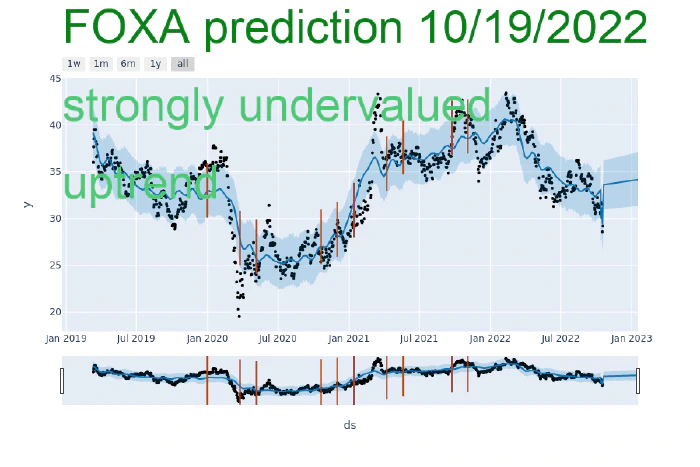 FOXA prediction 10/19/2022
1w 1m 6m 1y all
strongly undervalued
uptrend
45
40
35
30
25
20
y
Jan 2019 Jul 2019 Jan 2020 Jul 2020 Jan 2021 Jul 2021 Jan 2022 Jul 2022 Jan 2023
ds